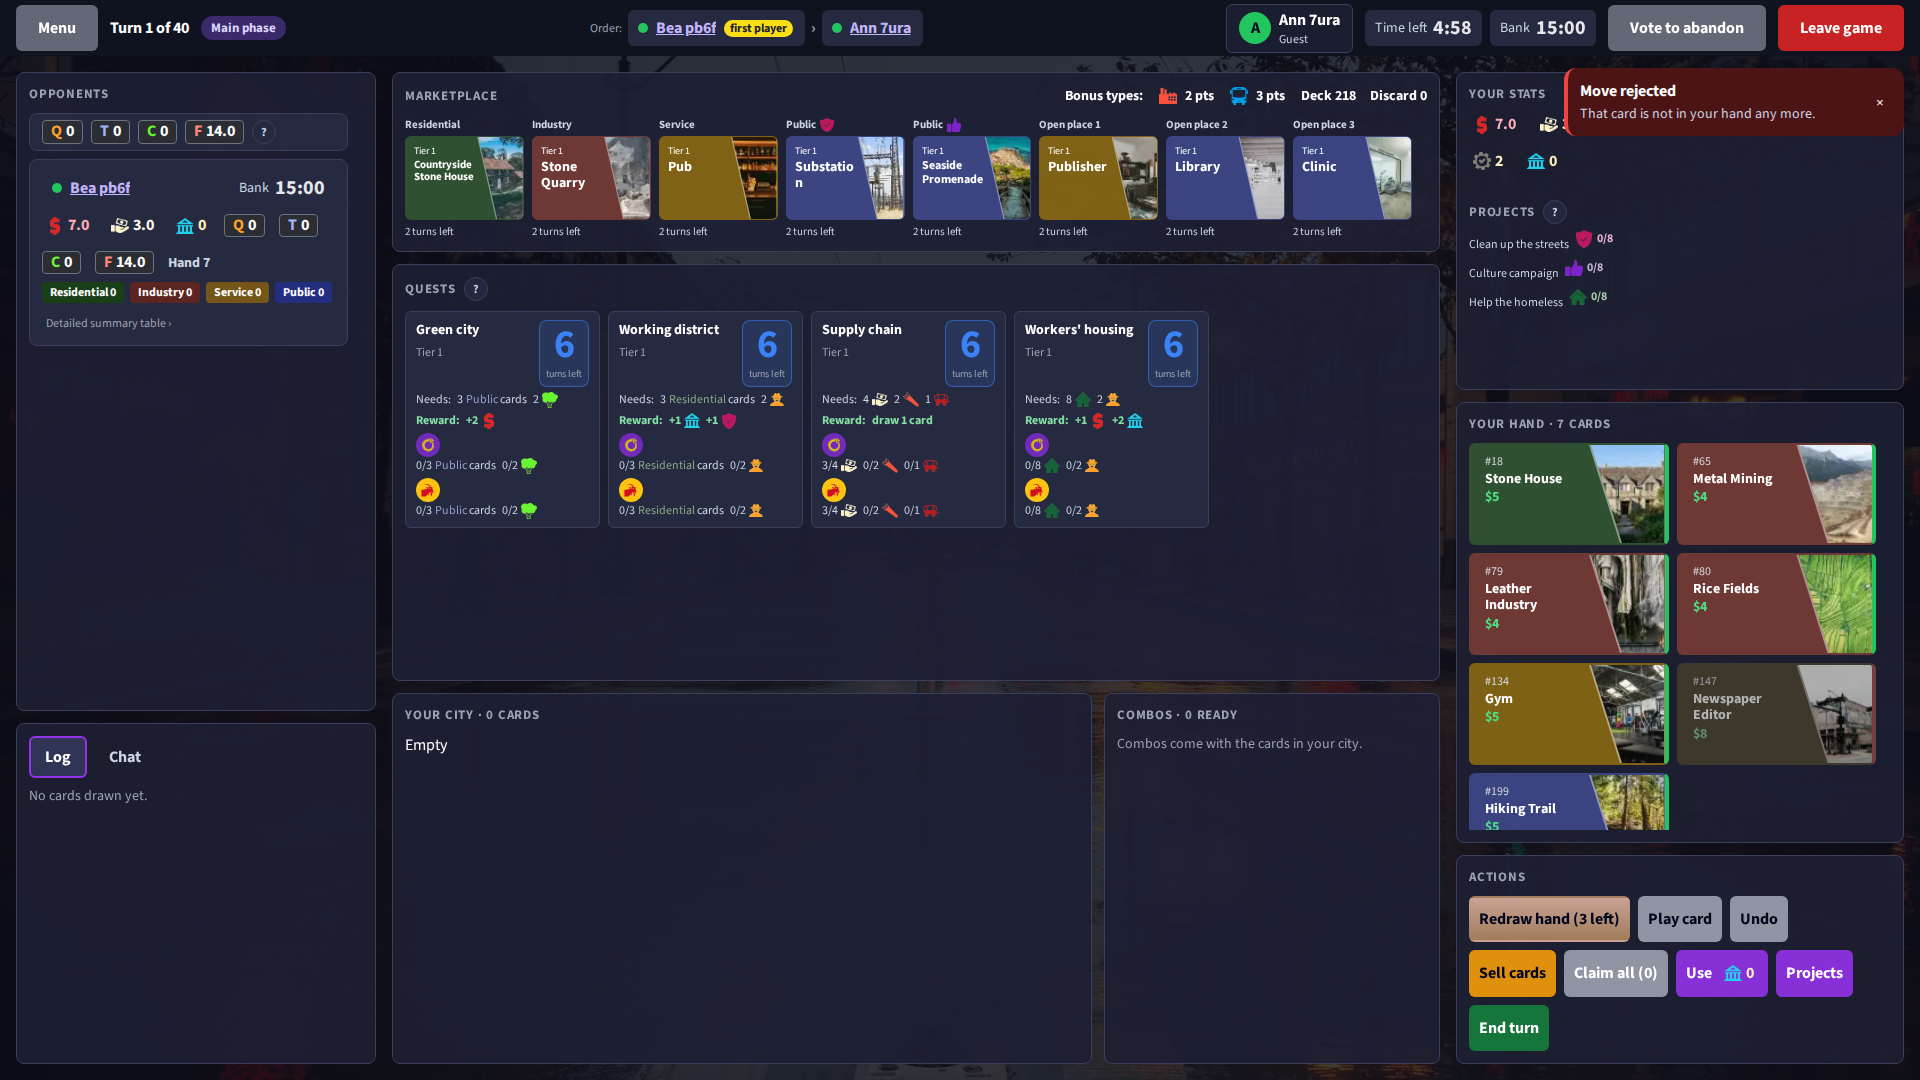 Menu
Turn 1 of 40
Main phase
Order:
Bea pb6f first player › Ann 7ura
A
Ann 7ura
Guest
Time left 4:58
Bank 15:00
Vote to abandon
Leave game
OPPONENTS
Q 0 T 0 C 0 F 14.0 ?
Bea pb6f
Bank 15:00
7.0 3.0 0 Q 0 T 0
C 0 F 14.0 Hand 7
Residential 0 Industry 0 Service 0 Public 0
Detailed summary table ›
Log
Chat
No cards drawn yet.
MARKETPLACE
Bonus types: 2 pts 3 pts Deck 218 Discard 0
Residential
Tier 1
Countryside
Stone House
2 turns left
Industry
Tier 1
Stone
Quarry
2 turns left
Service
Tier 1
Pub
2 turns left
Public
Tier 1
Substatio
n
2 turns left
Public
Tier 1
Seaside
Promenade
2 turns left
Open place 1
Tier 1
Publisher
2 turns left
Open place 2
Tier 1
Library
2 turns left
Open place 3
Tier 1
Clinic
2 turns left
QUESTS ?
Green city
Tier 1
6
turns left
Needs: 3 Public cards 2
Reward: +2
0/3 Public cards 0/2
0/3 Public cards 0/2
Working district
Tier 1
6
turns left
Needs: 3 Residential cards 2
Reward: +1 +1
0/3 Residential cards 0/2
0/3 Residential cards 0/2
Supply chain
Tier 1
6
turns left
Needs: 4 2 1
Reward: draw 1 card
3/4 0/2 0/1
3/4 0/2 0/1
Workers' housing
Tier 1
6
turns left
Needs: 8 2
Reward: +1 +2
0/8 0/2
0/8 0/2
YOUR CITY · 0 CARDS
Empty
COMBOS · 0 READY
Combos come with the cards in your city.
YOUR STATS
7.0
2 0
Move rejected
That card is not in your hand any more.
×
PROJECTS ?
Clean up the streets 0/8
Culture campaign 0/8
Help the homeless 0/8
YOUR HAND · 7 CARDS
#18
Stone House
$5
#65
Metal Mining
$4
#79
Leather
Industry
$4
#80
Rice Fields
$4
#134
Gym
$5
#147
Newspaper
Editor
$8
#199
Hiking Trail
$5
ACTIONS
Redraw hand (3 left)
Play card
Undo
Sell cards
Claim all (0)
Use 0
Projects
End turn